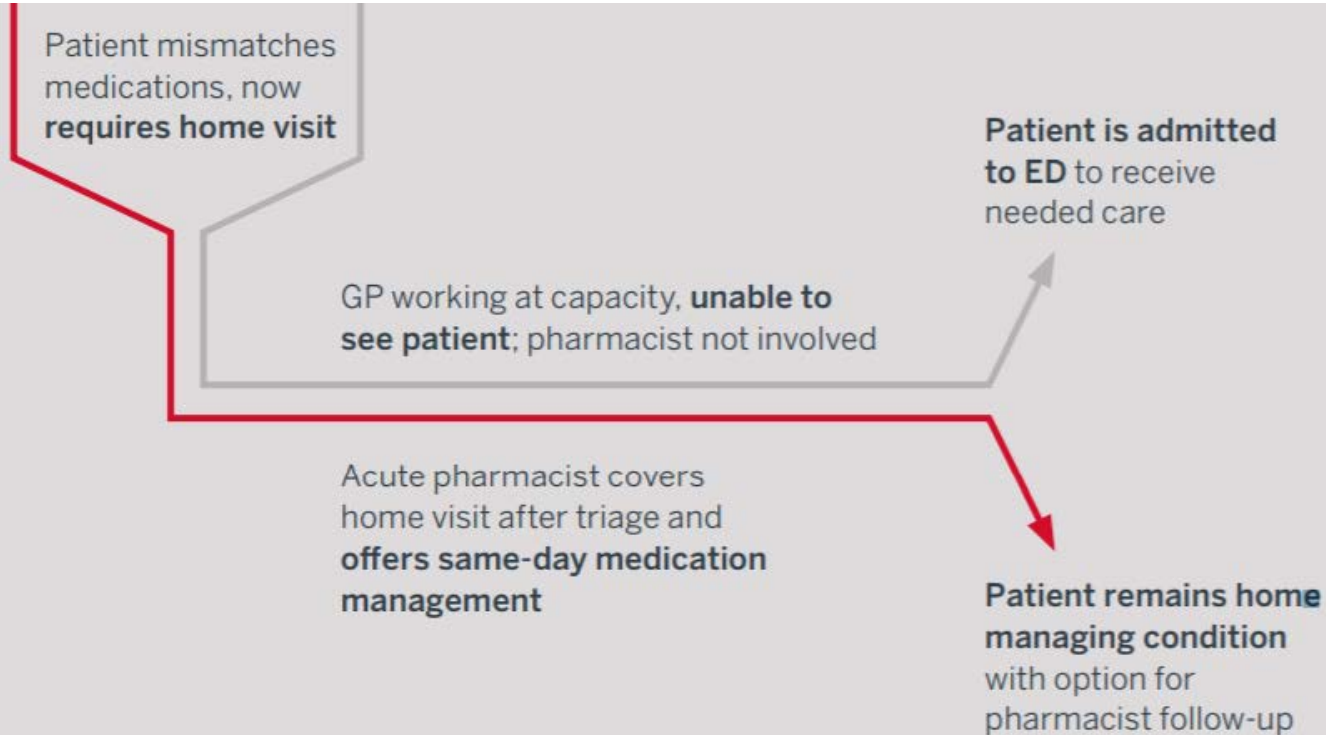 Patient mismatches
medications, now
requires home visit
Patient is admitted
to ED to receive
needed care
GP working at capacity, unable to
see patient; pharmacist not involved
Acute pharmacist covers
home visit after triage and
offers same-day medication
management
Patient remains home
managing condition
with option for
pharmacist follow-up